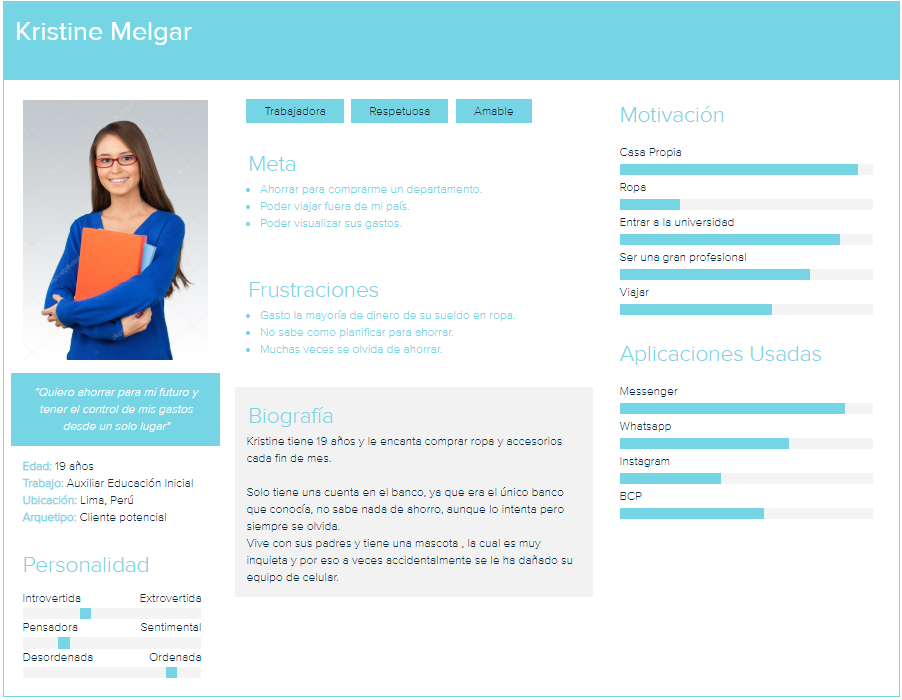 Kristine Melgar
"Quiero ahorrar para mi futuro y
tener el control de mis gastos
desde un solo lugar"
Edad: 19 años
Trabajo: Auxiliar Educación Inicial
Ubicación: Lima, Perú
Arquetipo: Cliente potencial
Personalidad
Introvertida Extrovertida
Pensadora Sentimental
Desordenada Ordenada
Trabajadora Respetuosa Amable
Meta
Ahorrar para comprarme un departamento.
Poder viajar fuera de mi país.
Poder visualizar sus gastos.
Frustraciones
Gasto la mayoría de dinero de su sueldo en ropa.
No sabe como planificar para ahorrar.
Muchas veces se olvida de ahorrar.
Biografía
Kristine tiene 19 años y le encanta comprar ropa y accesorios
cada fin de mes.
Solo tiene una cuenta en el banco, ya que era el único banco
que conocía, no sabe nada de ahorro, aunque lo intenta pero
siempre se olvida.
Vive con sus padres y tiene una mascota , la cual es muy
inquieta y por eso a veces accidentalmente se le ha dañado su
equipo de celular.
Motivación
Casa Propia
Ropa
Entrar a la universidad
Ser una gran profesional
Viajar
Aplicaciones Usadas
Messenger
Whatsapp
Instagram
BCP